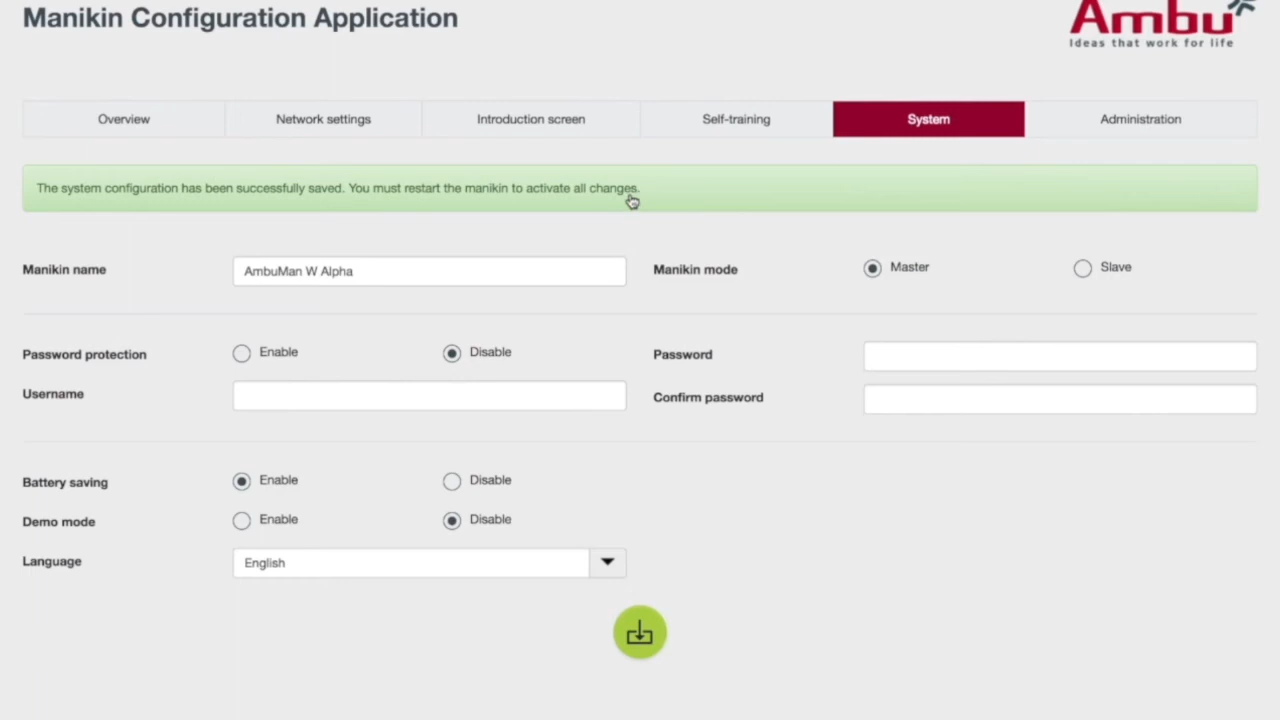 Manikin Configuration Application
Ambu
Ideas that work for life
Overview Network settings Introduction screen Self-training System Administration
The system configuration has been successfully saved. You must restart the manikin to activate all changes.
Manikin name AmbuMan W Alpha Manikin mode Master Slave
Password protection Enable Disable Password
Username Confirm password
Battery saving Enable Disable
Demo mode Enable Disable
Language English